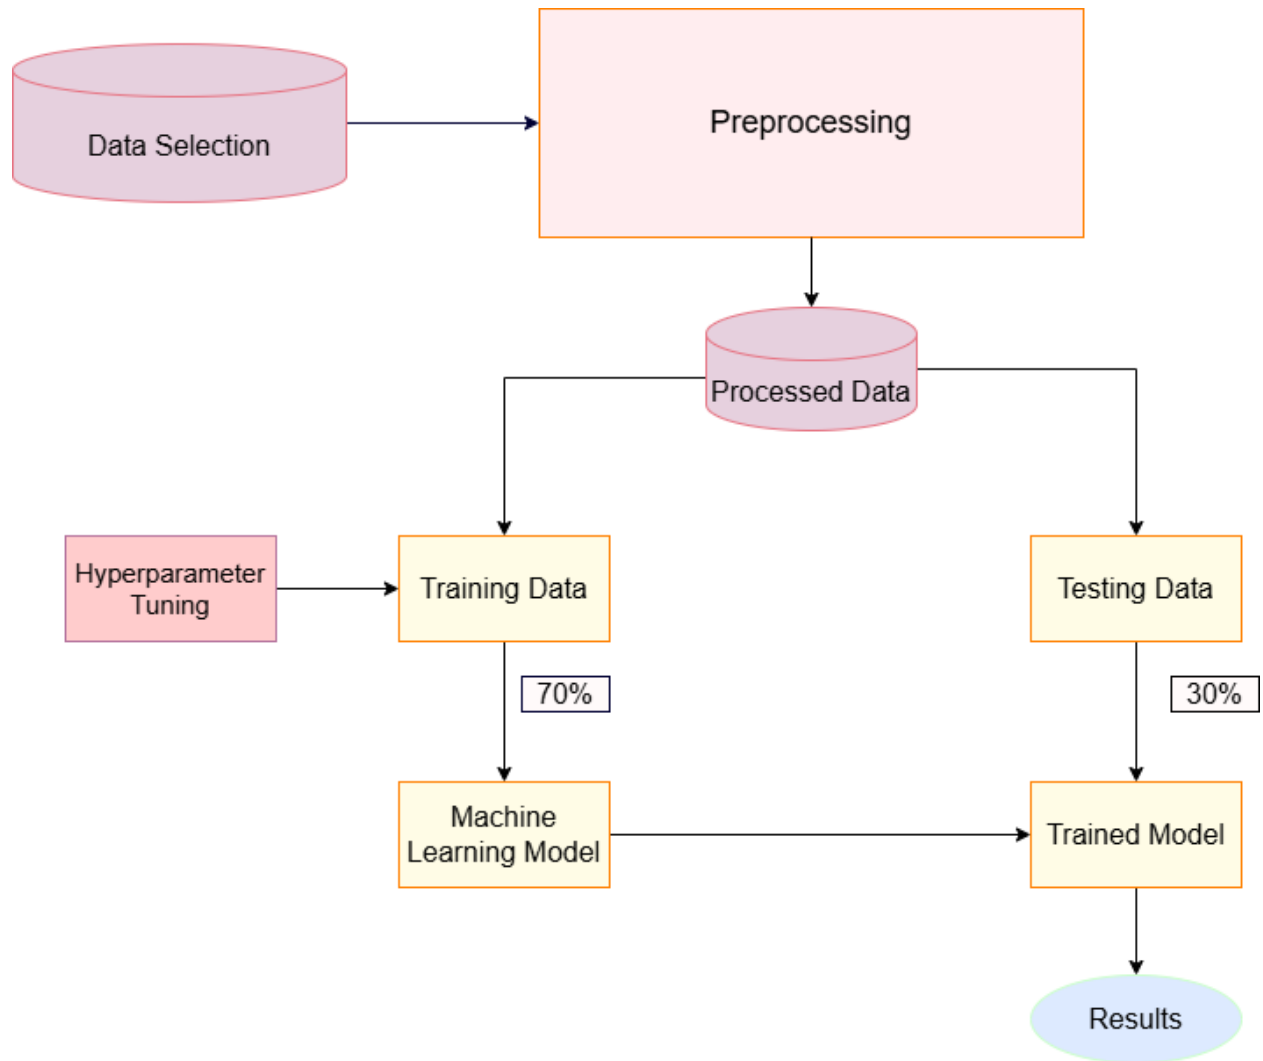 Data Selection
Preprocessing
Processed Data
Hyperparameter
Tuning
Training Data
Testing Data
70%
30%
Machine
Learning Model
Trained Model
Results